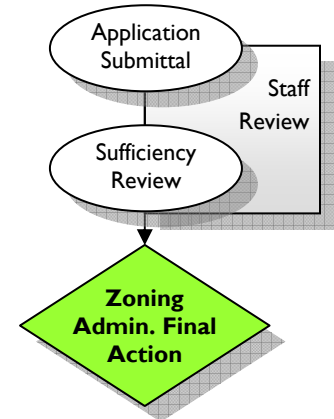 Application
Submittal
Staff
Review
Sufficiency
Review
Zoning
Admin. Final
Action